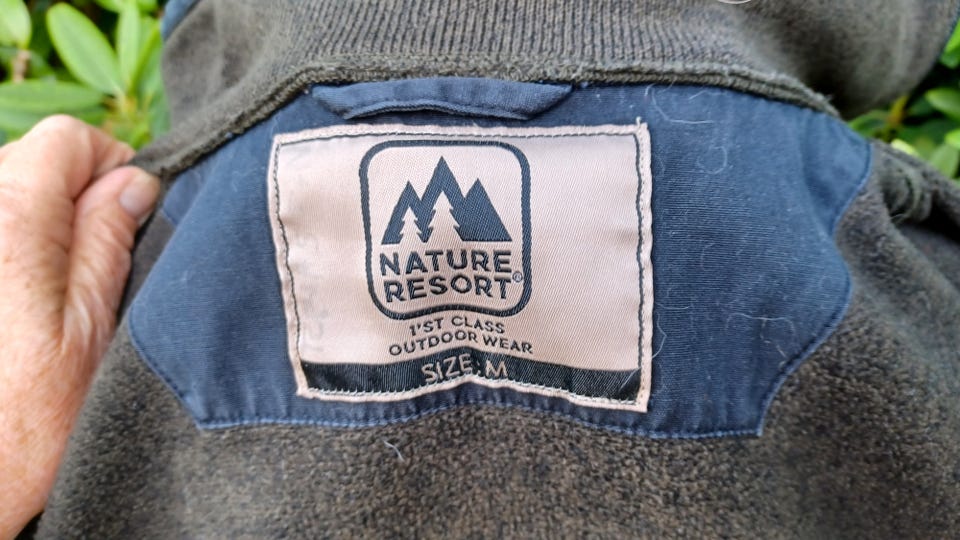 NATURE
RESORT®
1'ST CLASS
OUTDOOR WEAR
SIZE: M